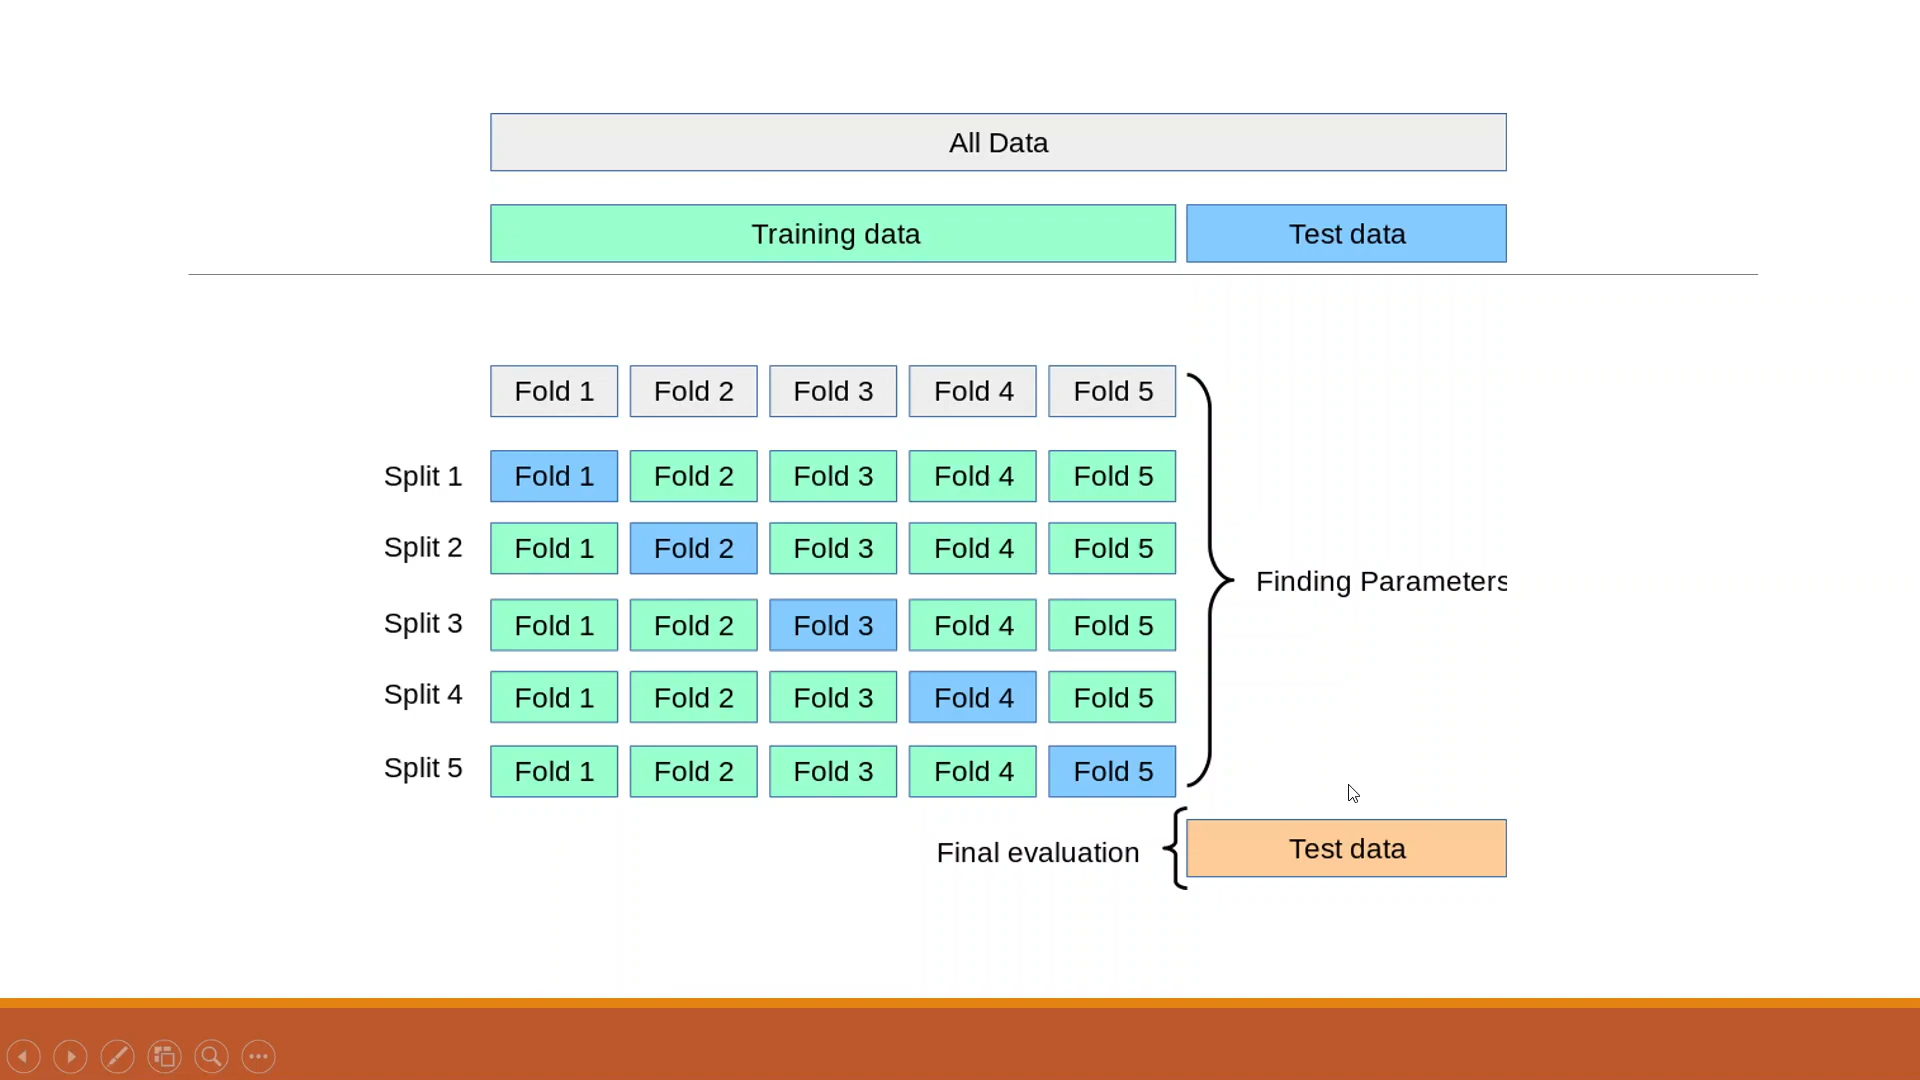 All Data
Training data Test data
Fold 1 Fold 2 Fold 3 Fold 4 Fold 5
Split 1 Fold 1 Fold 2 Fold 3 Fold 4 Fold 5
Split 2 Fold 1 Fold 2 Fold 3 Fold 4 Fold 5
Finding Parameters
Split 3 Fold 1 Fold 2 Fold 3 Fold 4 Fold 5
Split 4 Fold 1 Fold 2 Fold 3 Fold 4 Fold 5
Split 5 Fold 1 Fold 2 Fold 3 Fold 4 Fold 5
Final evaluation Test data